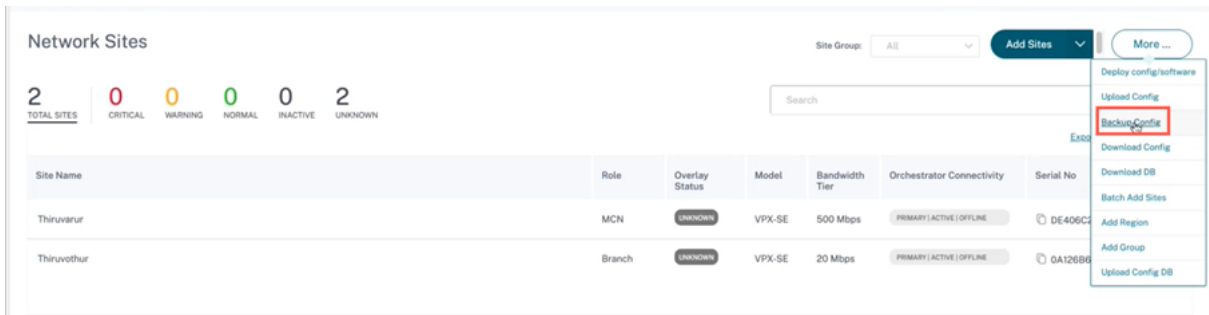 Network Sites
Site Group: All
Add Sites
More ...
2 0 0 0 0 2
TOTAL SITES CRITICAL WARNING NORMAL INACTIVE UNKNOWN
Search
Deploy config/software
Upload Config
Backup Config
Download Config
Download DB
Batch Add Sites
Add Region
Add Group
Upload Config DB
Site Name Role Overlay Status Model Bandwidth Tier Orchestrator Connectivity Serial No
Thiruvarur MCN UNKNOWN VPX-SE 500 Mbps PRIMARY | ACTIVE | OFFLINE DE406C2
Thiruvothur Branch UNKNOWN VPX-SE 20 Mbps PRIMARY | ACTIVE | OFFLINE 0A126B6